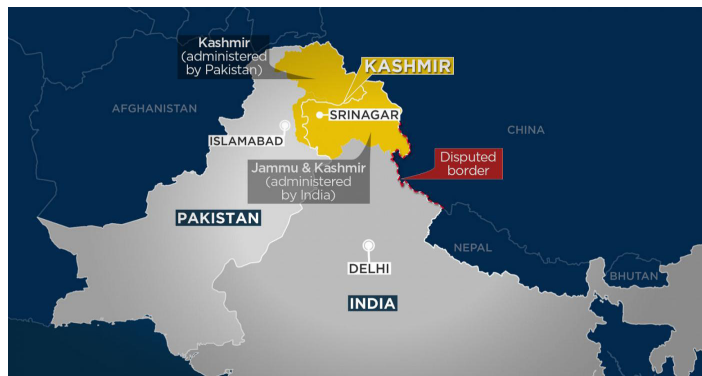 Kashmir
(administered
by Pakistan)
KASHMIR
AFGHANISTAN
SRINAGAR
CHINA
ISLAMABAD
Disputed
border
Jammu & Kashmir
(administered
by India)
PAKISTAN
NEPAL
DELHI
BHUTAN
INDIA